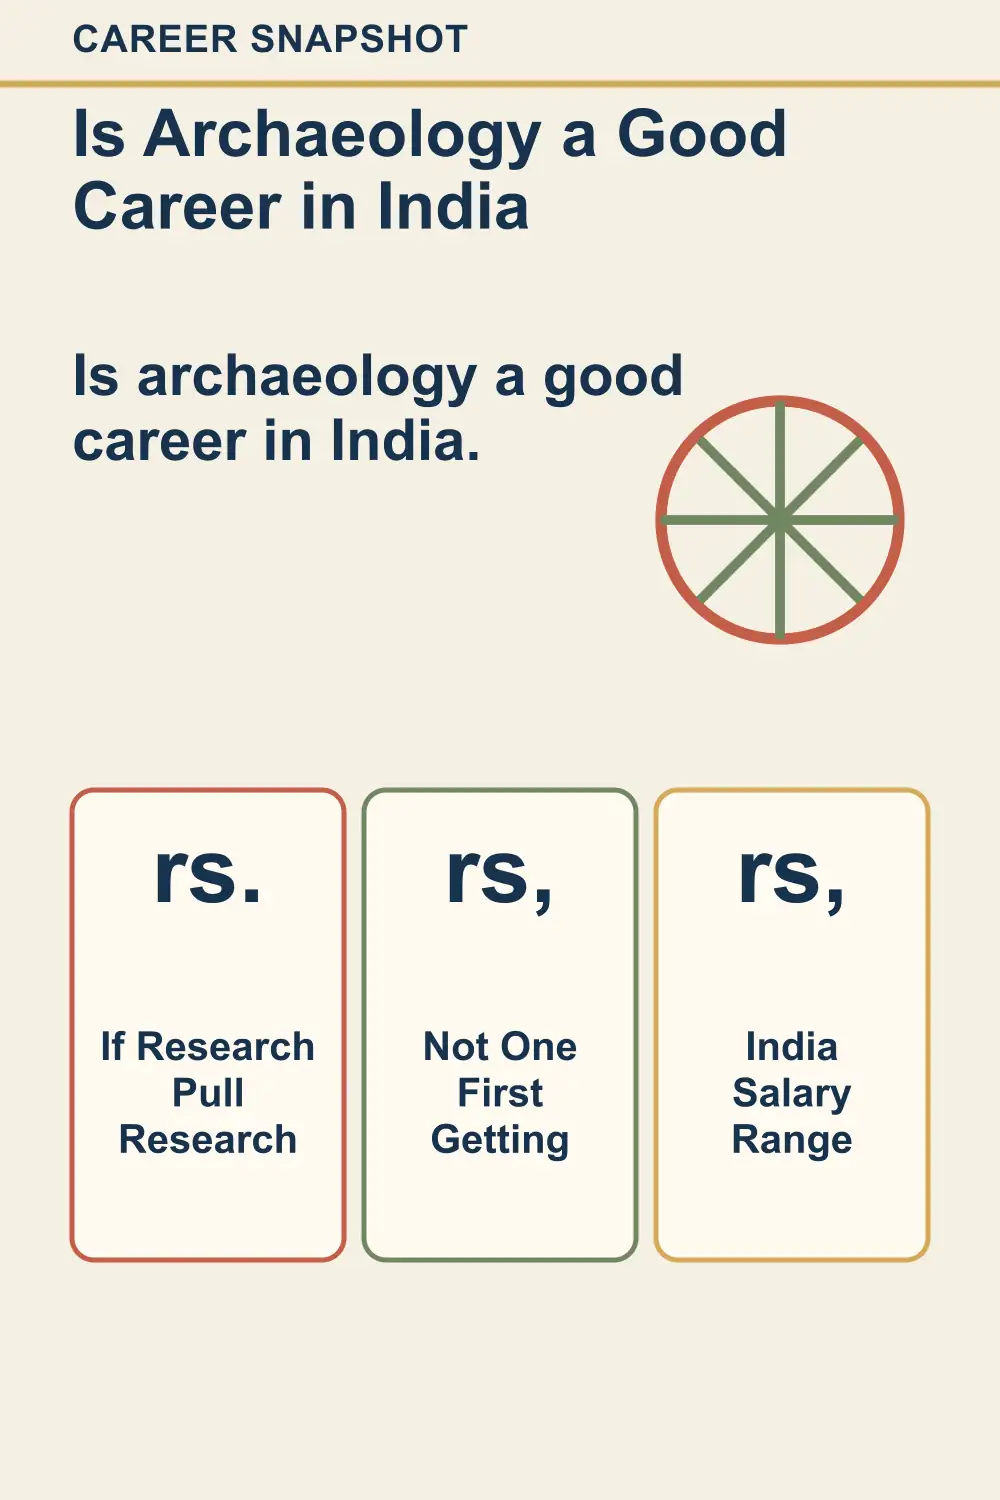 CAREER SNAPSHOT
Is Archaeology a Good
Career in India
Is archaeology a good
career in India.
rs.
If Research
Pull
Research
rs,
Not One
First
Getting
rs,
India
Salary
Range